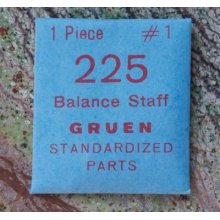 1 Piece #1
225
Balance Staff
GRUEN
STANDARDIZED
PARTS